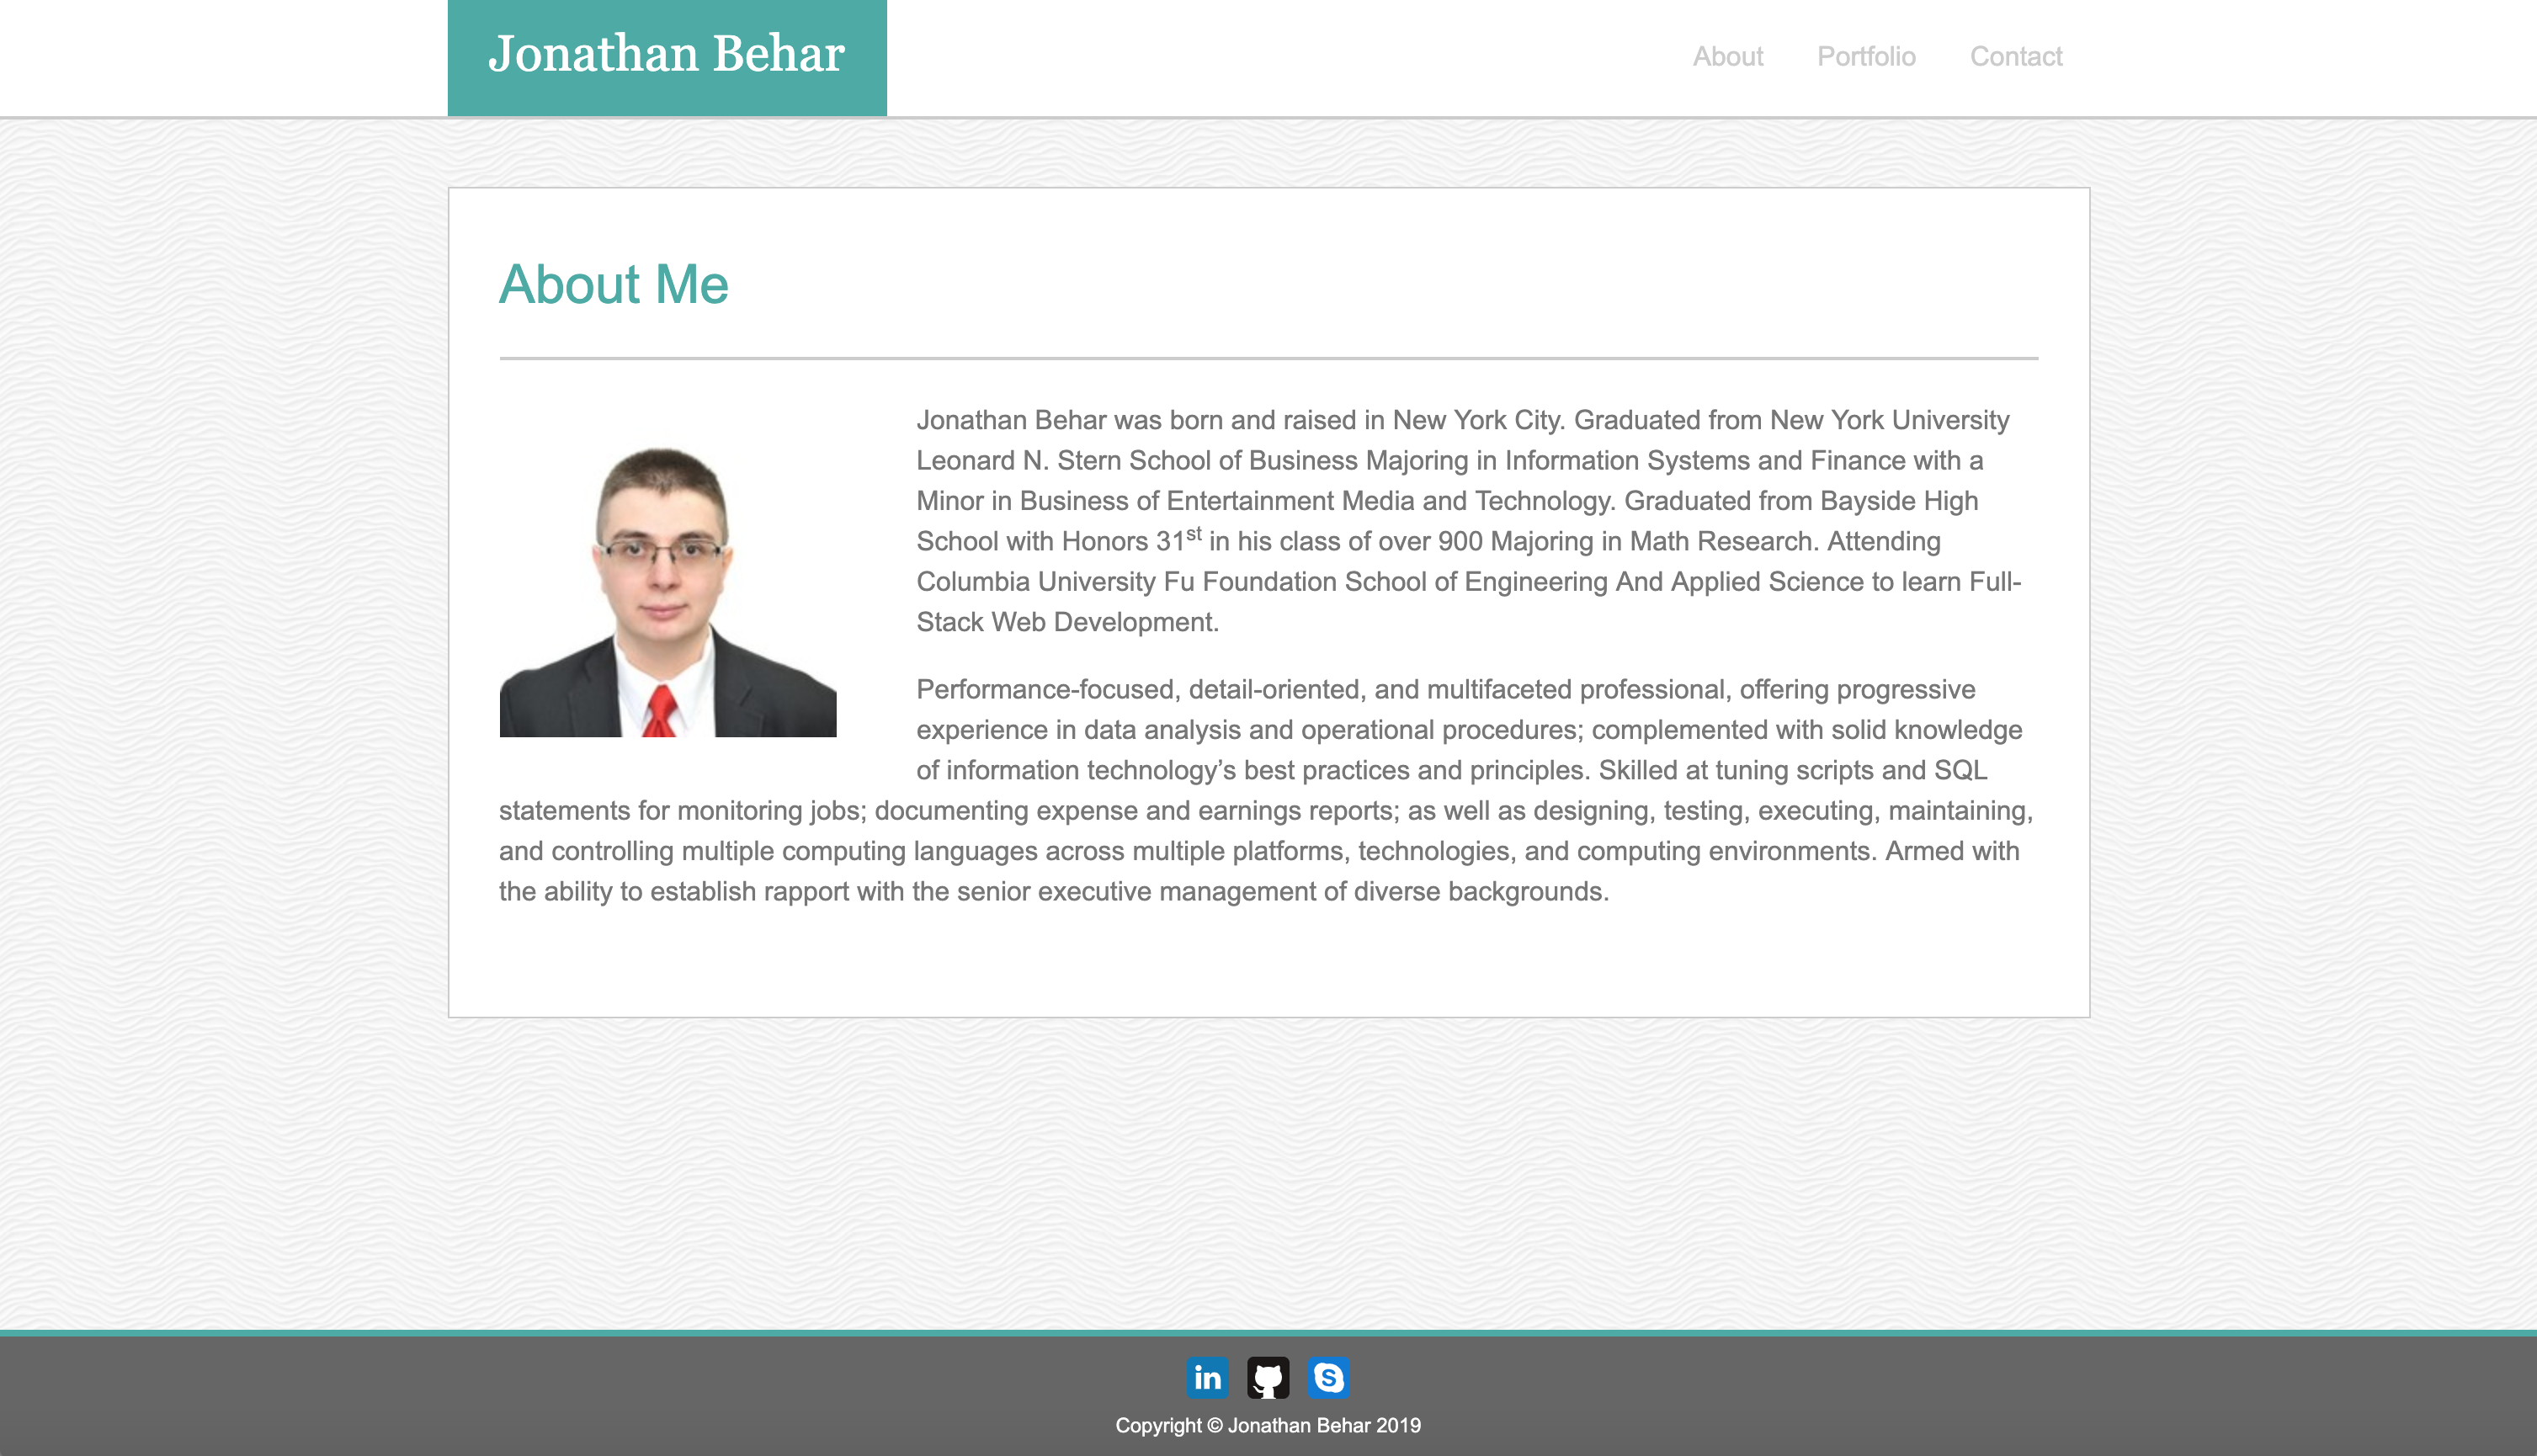 Jonathan Behar
About Portfolio Contact
About Me
Jonathan Behar was born and raised in New York City. Graduated from New York University
Leonard N. Stern School of Business Majoring in Information Systems and Finance with a
Minor in Business of Entertainment Media and Technology. Graduated from Bayside High
School with Honors 31st in his class of over 900 Majoring in Math Research. Attending
Columbia University Fu Foundation School of Engineering And Applied Science to learn Full-
Stack Web Development.
Performance-focused, detail-oriented, and multifaceted professional, offering progressive
experience in data analysis and operational procedures; complemented with solid knowledge
of information technology’s best practices and principles. Skilled at tuning scripts and SQL
statements for monitoring jobs; documenting expense and earnings reports; as well as designing, testing, executing, maintaining,
and controlling multiple computing languages across multiple platforms, technologies, and computing environments. Armed with
the ability to establish rapport with the senior executive management of diverse backgrounds.
in S
Copyright © Jonathan Behar 2019